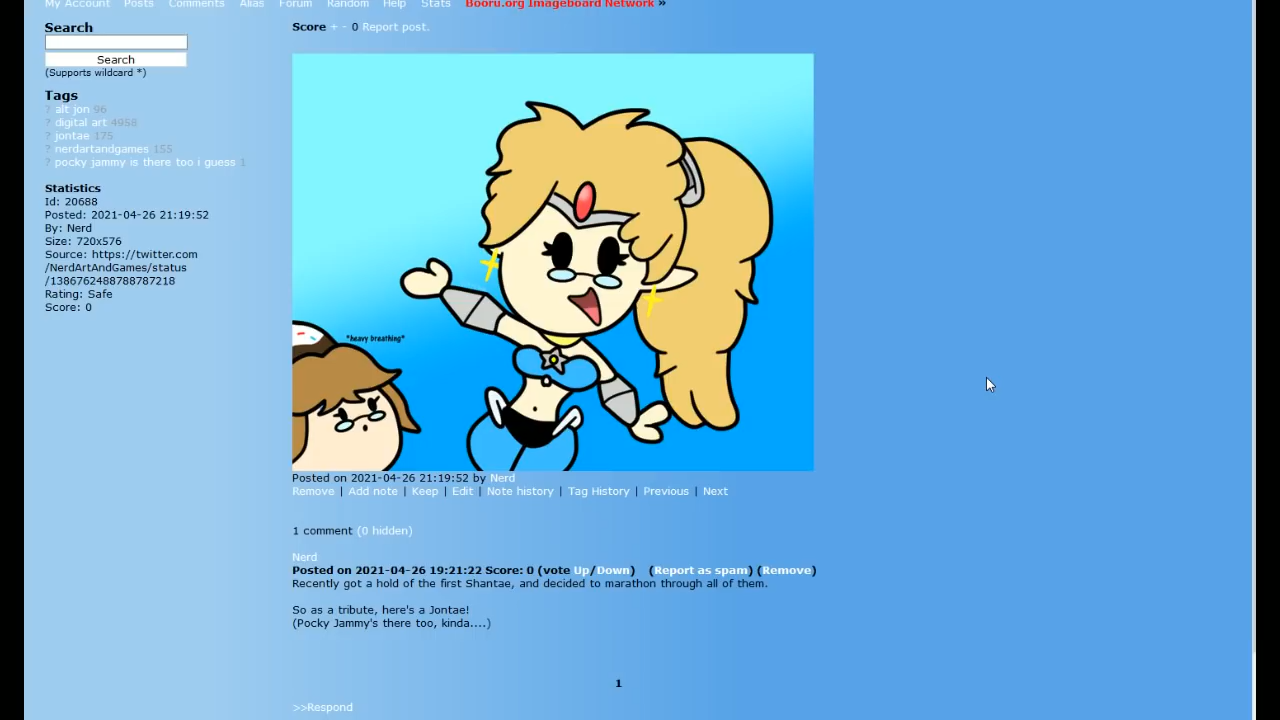 My Account Posts Comments Alias Forum Random Help Stats Booru.org Imageboard Network »
Search
Search
(Supports wildcard *)
Tags
? alt jon 96
? digital art 4958
? jontae 175
? nerdartandgames 155
? pocky jammy is there too i guess 1
Statistics
Id: 20688
Posted: 2021-04-26 21:19:52
By: Nerd
Size: 720x576
Source: https://twitter.com
/NerdArtAndGames/status
/1386762488788787218
Rating: Safe
Score: 0
Score + - 0 Report post.
*heavy breathing*
Posted on 2021-04-26 21:19:52 by Nerd
Remove | Add note | Keep | Edit | Note history | Tag History | Previous | Next
1 comment (0 hidden)
Nerd
Posted on 2021-04-26 19:21:22 Score: 0 (vote Up/Down) (Report as spam) (Remove)
Recently got a hold of the first Shantae, and decided to marathon through all of them.
So as a tribute, here's a Jontae!
(Pocky Jammy's there too, kinda....)
1
>>Respond